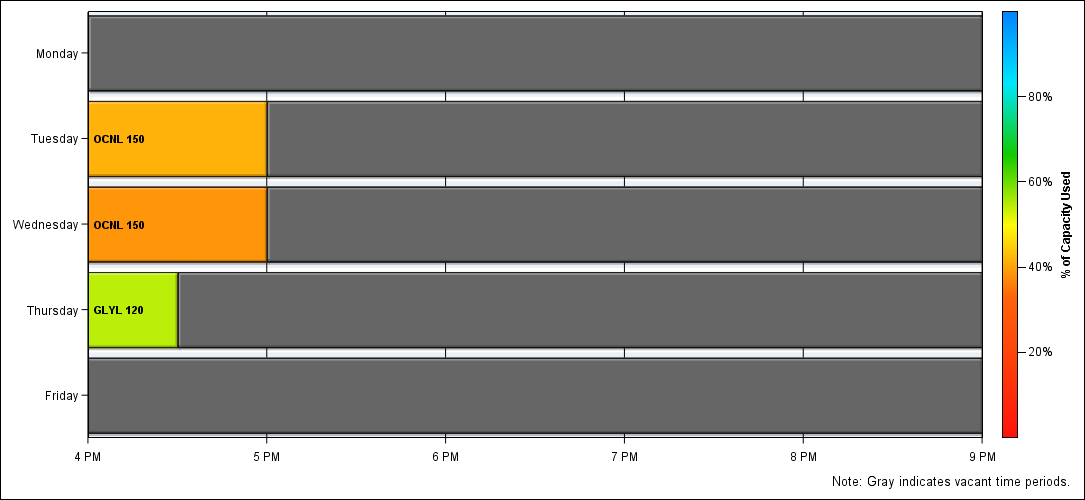 Monday
Tuesday
OCNL 150
Wednesday
OCNL 150
Thursday
GLYL 120
Friday
4 PM 5 PM 6 PM 7 PM 8 PM 9 PM
80%
60%
40%
20%
% of Capacity Used
Note: Gray indicates vacant time periods.